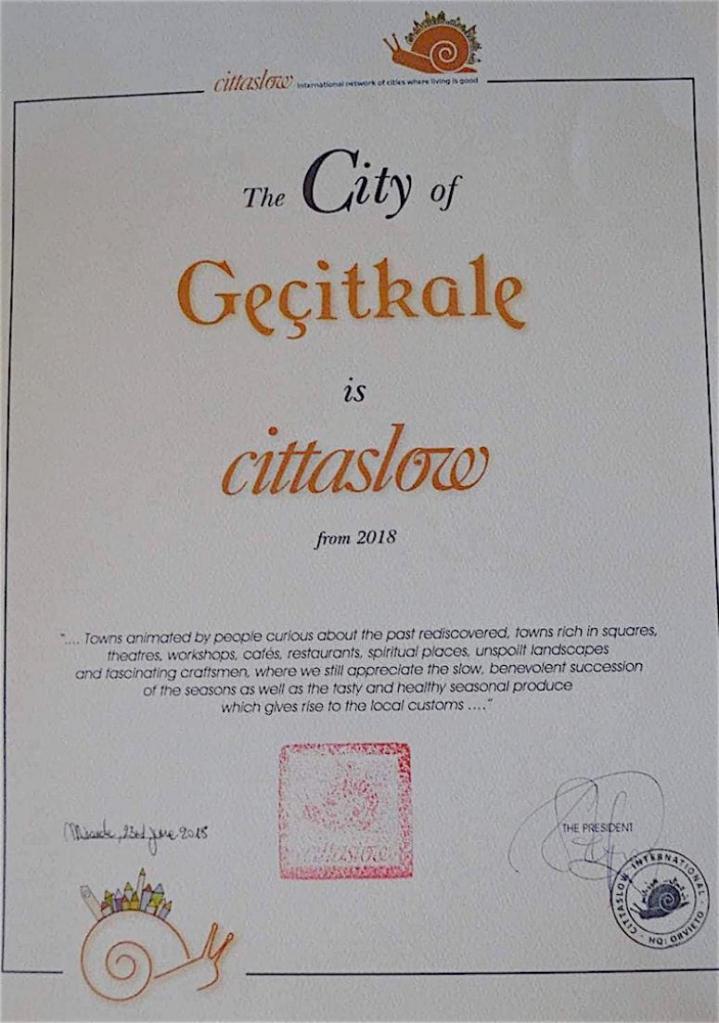 cittaslow International network of cities where living is good
The City of
Geçitkale
is
cittaslow
from 2018
".... Towns animated by people curious about the past rediscovered, towns rich in squares,
theatres, workshops, cafés, restaurants, spiritual places, unspoilt landscapes
and fascinating craftsmen, where we still appreciate the slow, benevolent succession
of the seasons as well as the tasty and healthy seasonal produce
which gives rise to the local customs ...."
cittaslow
23rd June 2018
THE PRESIDENT
CITTASLOW INTERNATIONAL
HQ: ORVIETO